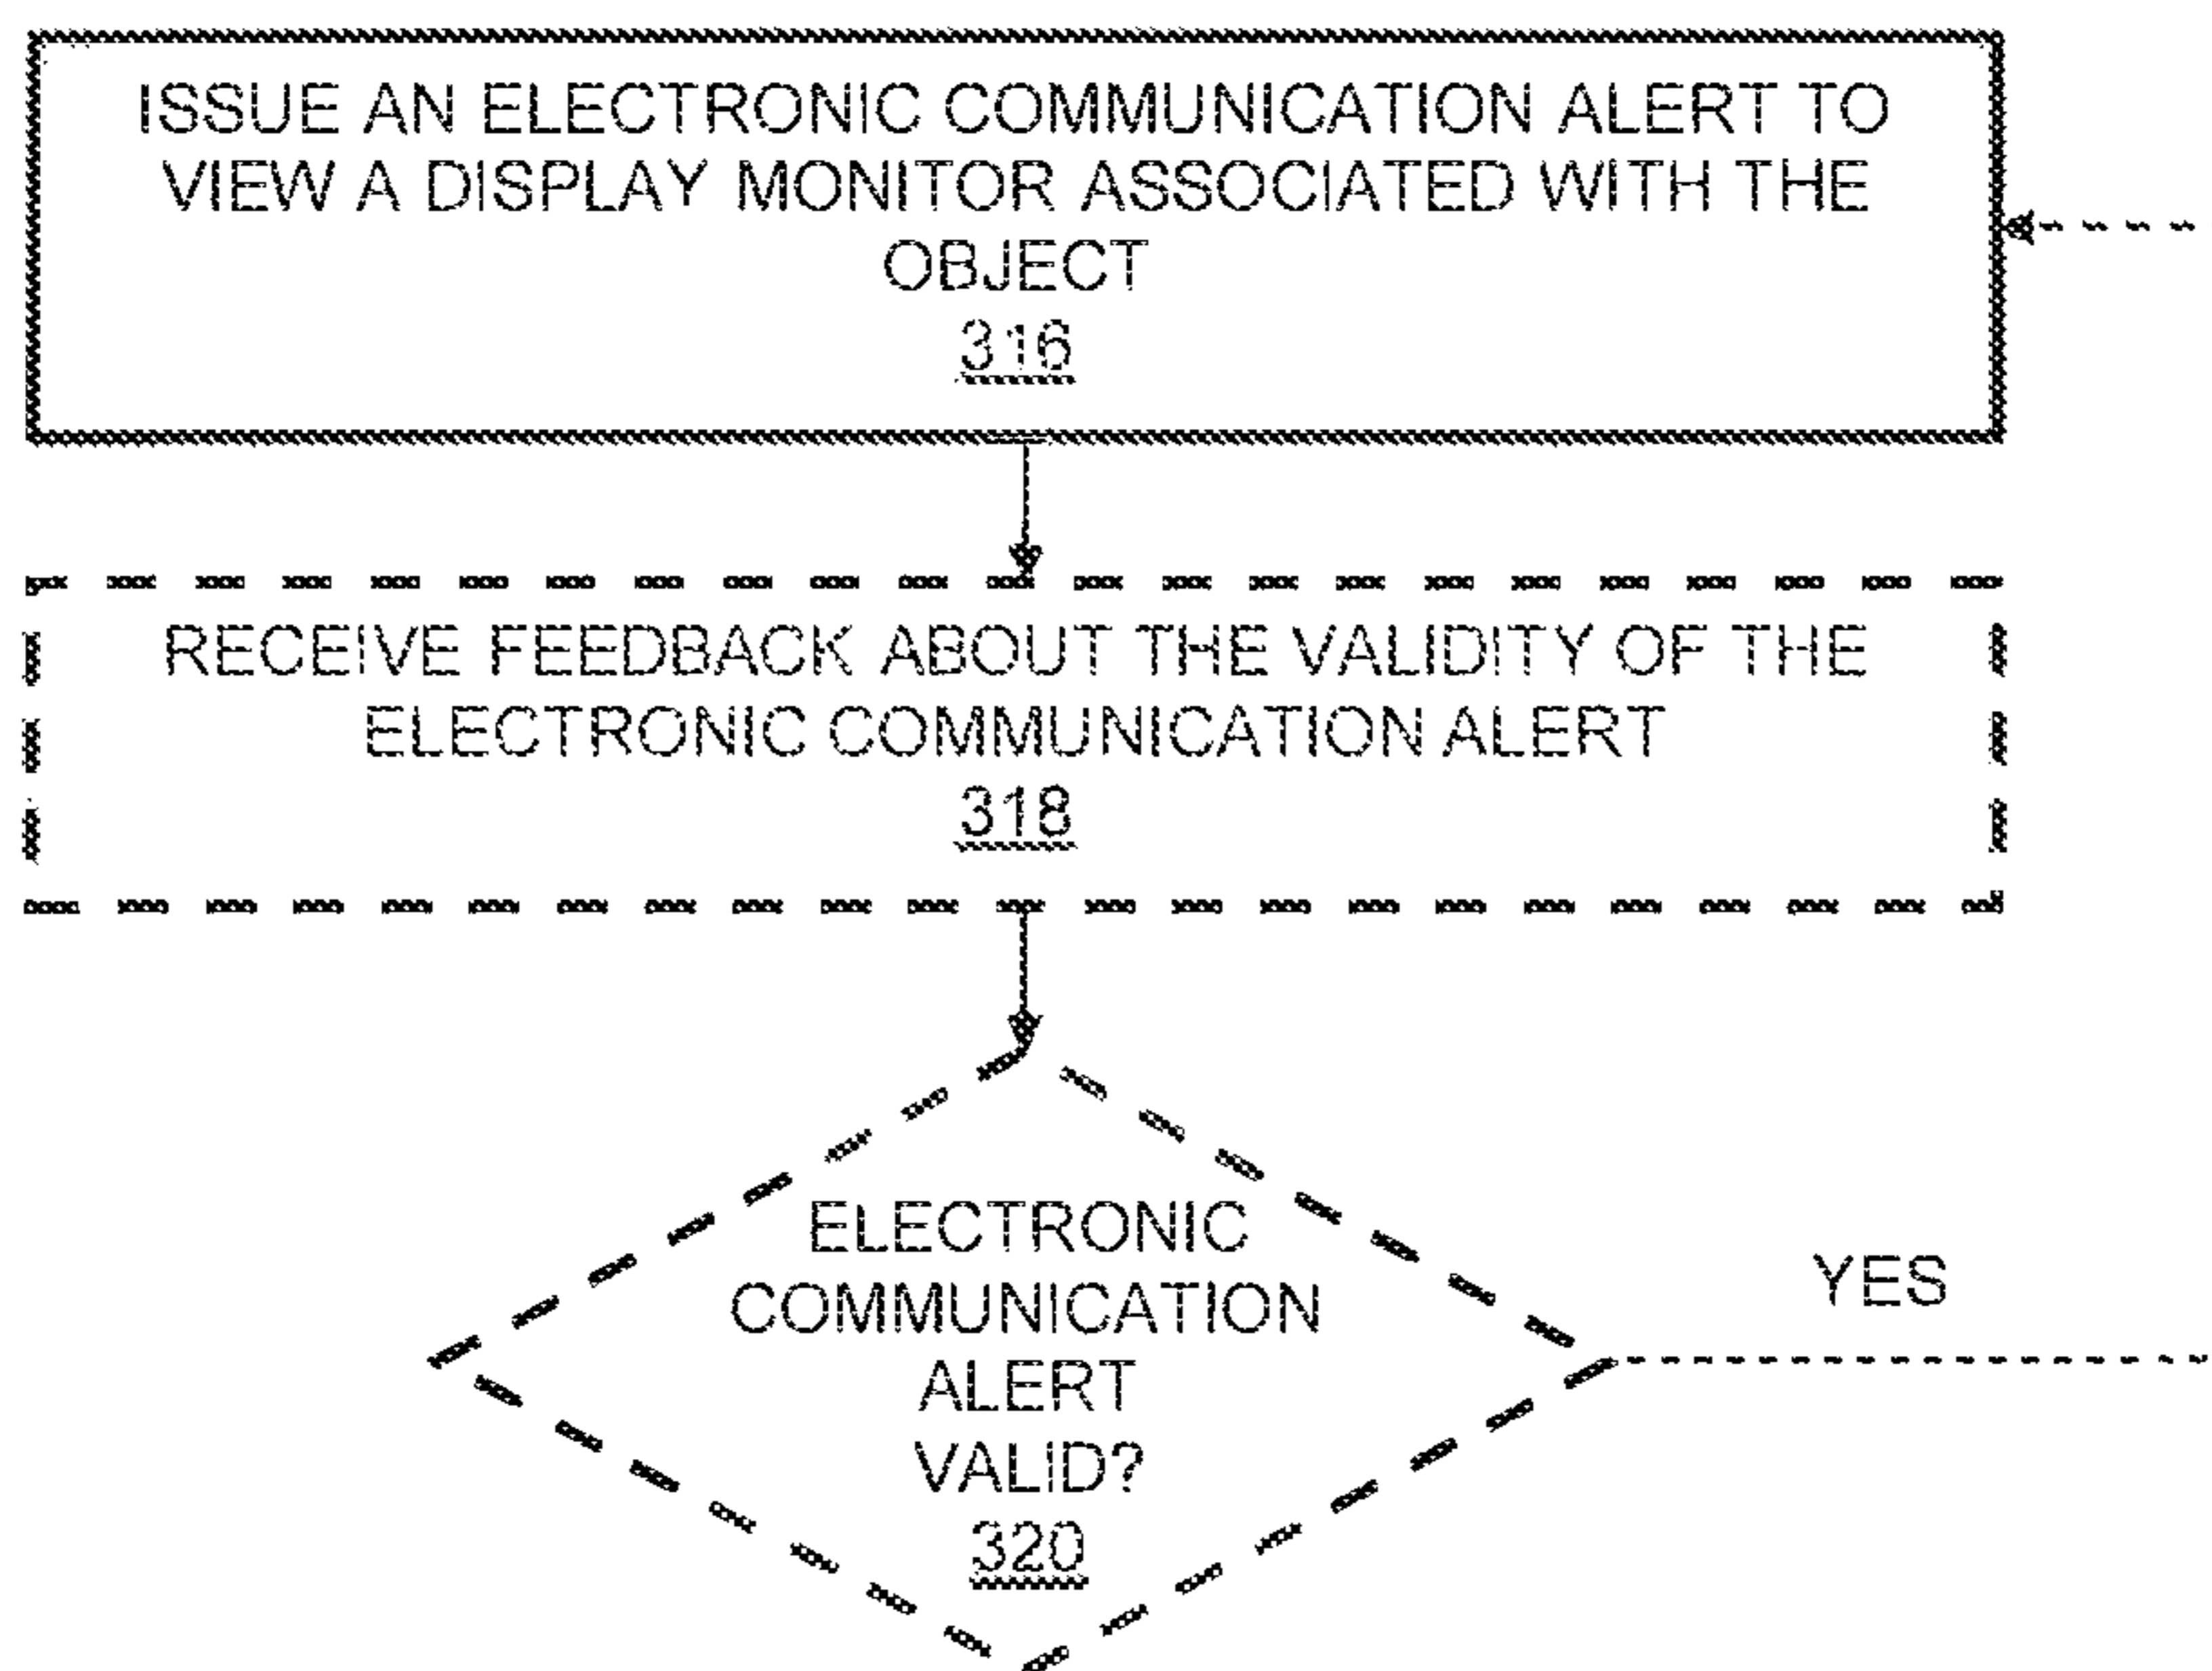 ISSUE AN ELECTRONIC COMMUNICATION ALERT TO
VIEW A DISPLAY MONITOR ASSOCIATED WITH THE
OBJECT
316
RECEIVE FEEDBACK ABOUT THE VALIDITY OF THE
ELECTRONIC COMMUNICATION ALERT
318
ELECTRONIC
COMMUNICATION
ALERT
VALID?
320
YES